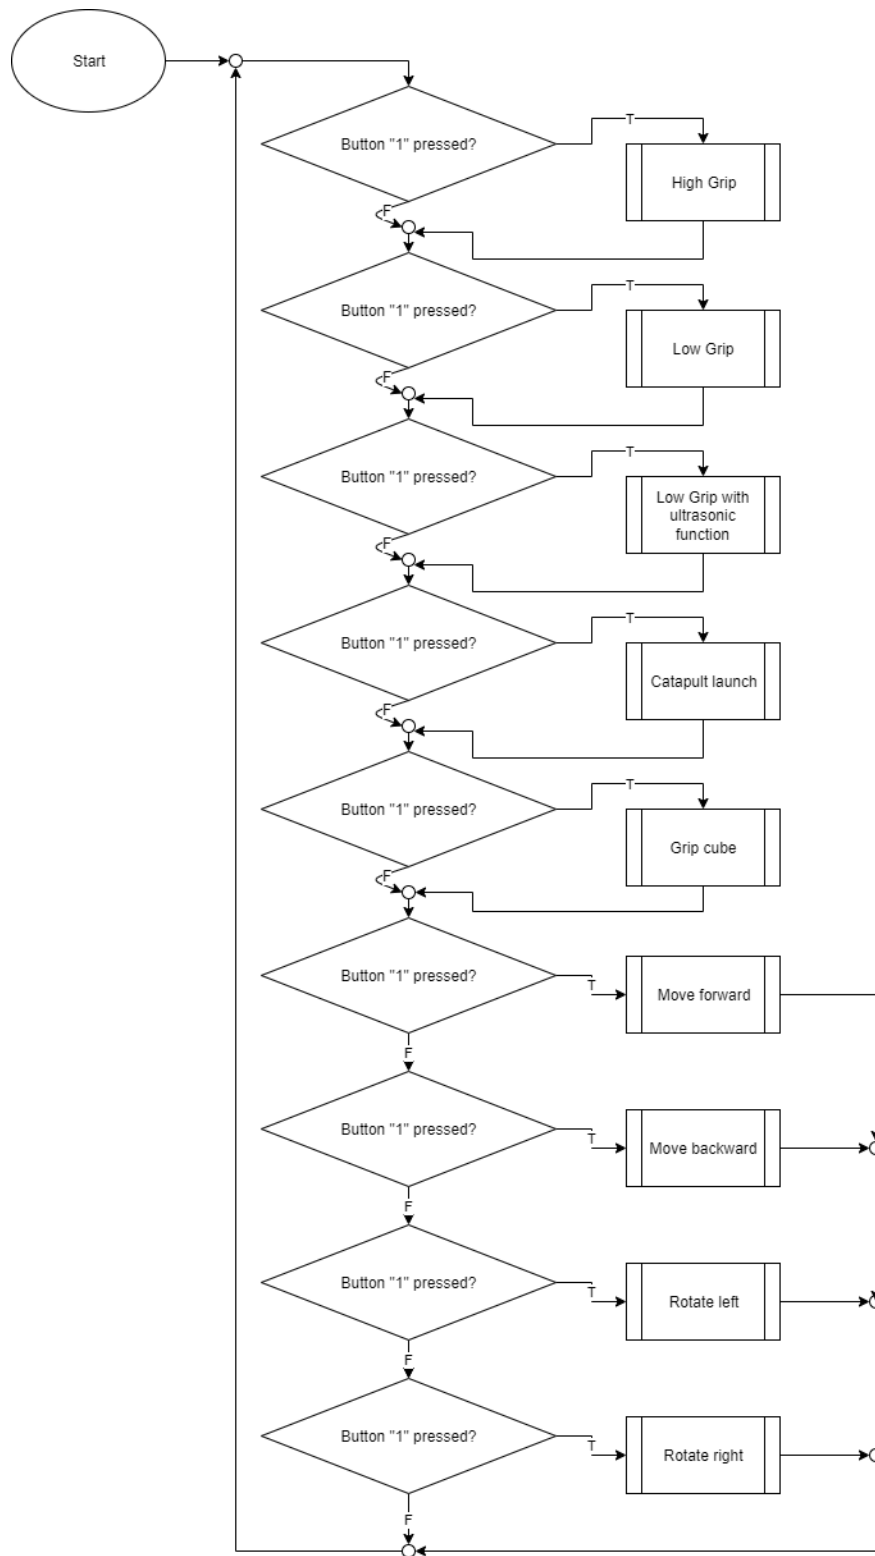 Start
Button "1" pressed?
T
High Grip
F
Button "1" pressed?
T
Low Grip
F
Button "1" pressed?
T
Low Grip with
ultrasonic
function
F
Button "1" pressed?
T
Catapult launch
F
Button "1" pressed?
T
Grip cube
F
Button "1" pressed?
T
Move forward
F
Button "1" pressed?
T
Move backward
F
Button "1" pressed?
T
Rotate left
F
Button "1" pressed?
T
Rotate right
F